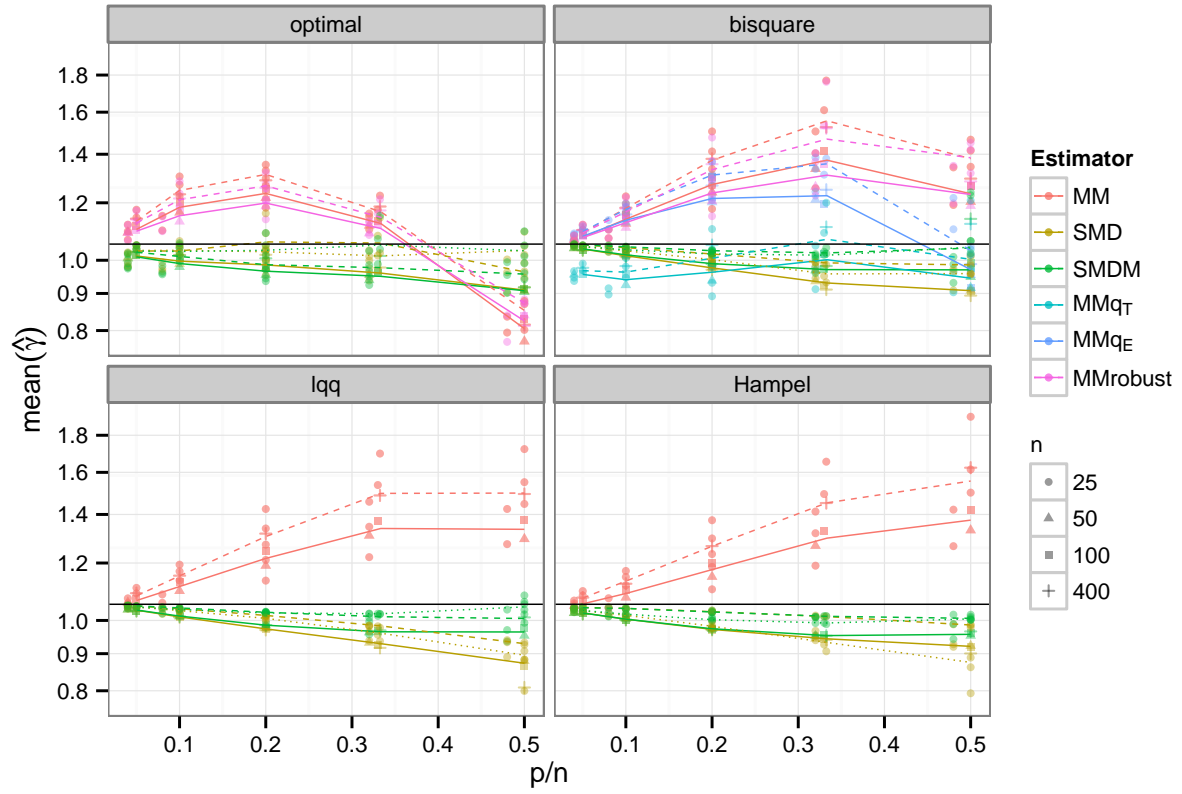 optimal
bisquare
1.8
1.6
1.4
1.2
1.0
0.9
0.8
lqq
Hampel
1.8
1.6
1.4
1.2
1.0
0.9
0.8
0.1
0.2
0.3
0.4
0.5
0.1
0.2
0.3
0.4
0.5
p/n
mean(γ̂)
Estimator
MM
SMD
SMDM
MMqT
MMqE
MMrobust
n
25
50
100
400